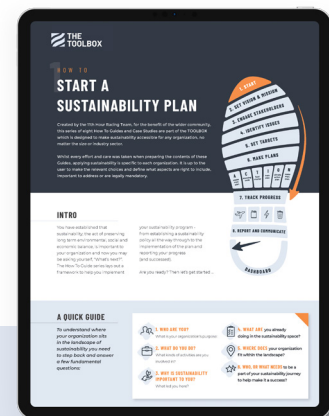 THE
TOOLBOX
1
HOW TO
START A
SUSTAINABILITY PLAN
Created by the 11th Hour Racing Team, for the benefit of the wider community,
this series of eight How To Guides and Case Studies are part of the TOOLBOX
which is designed to make sustainability accessible for any organization, no
matter the size or industry sector.
Whilst every effort and care was taken when preparing the contents of these
Guides, applying sustainability is specific to each organization. It is up to the
user to make the relevant choices and define what aspects are right to include,
important to address or are legally mandatory.
1. START
2. SET VISION & MISSION
3. ENGAGE STAKEHOLDERS
4. IDENTIFY ISSUES
5. SET TARGETS
6. MAKE PLANS
ACTION
7. TRACK PROGRESS
8. REPORT AND COMMUNICATE
DASHBOARD
INTRO
You have established that
sustainability, the act of preserving
long term environmental, social and
economic balance, is important to
your organization and now you may
be asking yourself, "What's next?".
The How To Guide series lays out a
framework to help you implement
your sustainability program -
from establishing a sustainability
policy all the way through to the
implementation of the plan and
reporting your progress
(and successes!).
Are you ready? Then let's get started ...
A QUICK GUIDE
To understand where
your organization sits
in the landscape of
sustainability you need
to step back and answer
a few fundamental
questions:
1. WHO ARE YOU?
What is your organizational type
2. WHAT DO YOU DO?
What kinds of activities are you
involved in?
3. WHY IS SUSTAINABILITY
IMPORTANT TO YOU?
4. WHAT ARE you already
doing in the sustainability space?
5. WHERE DOES your organization
fit within the landscape?
6. WHO, OR WHAT NEEDS to be a
part of your sustainability journey
to help make it a success?